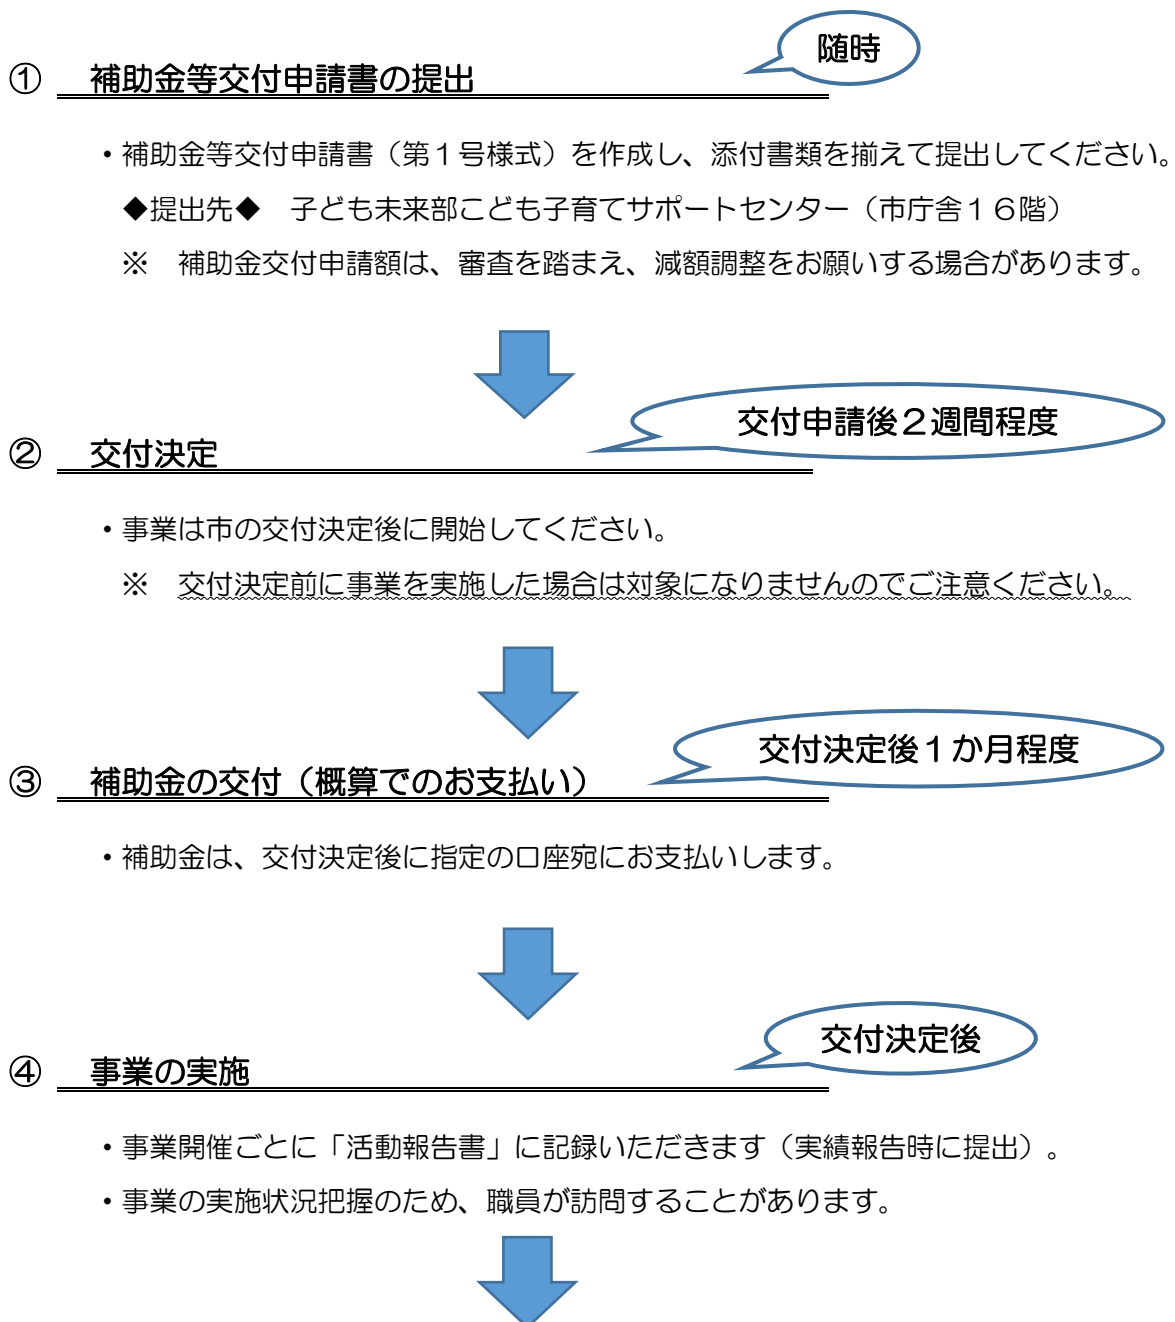 随時
① 補助金等交付申請書の提出
・補助金等交付申請書（第１号様式）を作成し、添付書類を揃えて提出してください。
◆提出先◆　子ども未来部こども子育てサポートセンター（市庁舎１６階）
※　補助金交付申請額は、審査を踏まえ、減額調整をお願いする場合があります。
交付申請後２週間程度
② 交付決定
・事業は市の交付決定後に開始してください。
※　交付決定前に事業を実施した場合は対象になりませんのでご注意ください。
交付決定後１か月程度
③ 補助金の交付（概算でのお支払い）
・補助金は、交付決定後に指定の口座宛にお支払いします。
交付決定後
④ 事業の実施
・事業開催ごとに「活動報告書」に記録いただきます（実績報告時に提出）。
・事業の実施状況把握のため、職員が訪問することがあります。